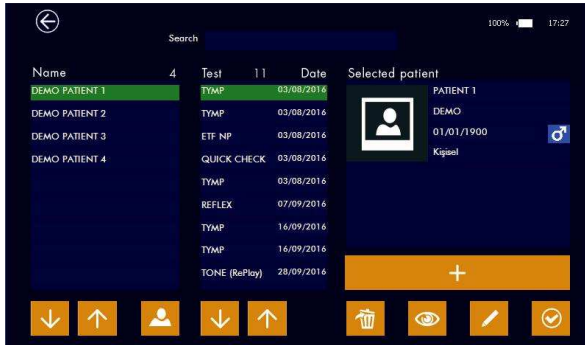 100% 17:27
Search
Name 4 Test 11 Date Selected patient
DEMO PATIENT 1 TYMP 03/08/2016 PATIENT 1
DEMO PATIENT 2 TYMP 03/08/2016 DEMO
DEMO PATIENT 3 ETF NP 03/08/2016 01/01/1900
DEMO PATIENT 4 QUICK CHECK 03/08/2016 Kişisel
TYMP 03/08/2016
REFLEX 07/09/2016
TYMP 16/09/2016
TYMP 16/09/2016
TONE (RePlay) 28/09/2016